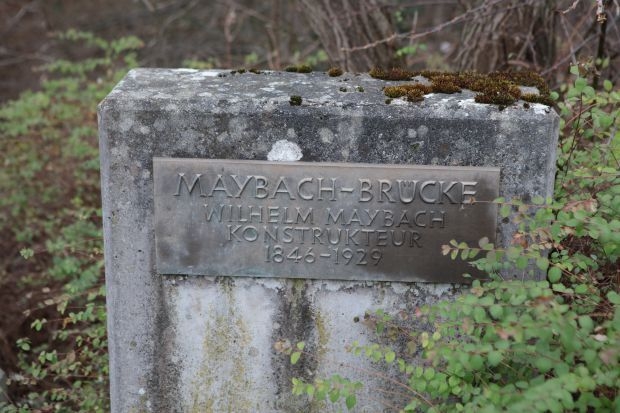 MAYBACH-BRÜCKE
WILHELM MAYBACH
KONSTRUKTEUR
1846-1929